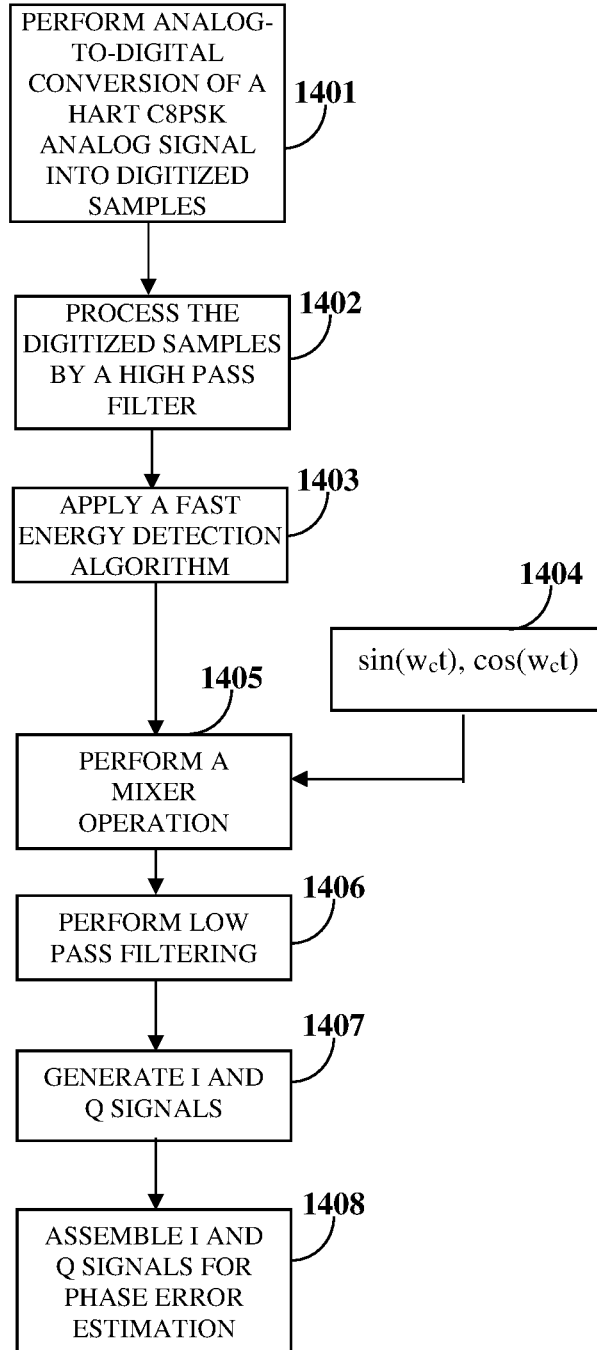 PERFORM ANALOG-
TO-DIGITAL
CONVERSION OF A
HART C8PSK
ANALOG SIGNAL
INTO DIGITIZED
SAMPLES
1401
PROCESS THE
DIGITIZED SAMPLES
BY A HIGH PASS
FILTER
1402
APPLY A FAST
ENERGY DETECTION
ALGORITHM
1403
1404
sin(wct), cos(wct)
1405
PERFORM A
MIXER
OPERATION
1406
PERFORM LOW
PASS FILTERING
1407
GENERATE I AND
Q SIGNALS
1408
ASSEMBLE I AND
Q SIGNALS FOR
PHASE ERROR
ESTIMATION